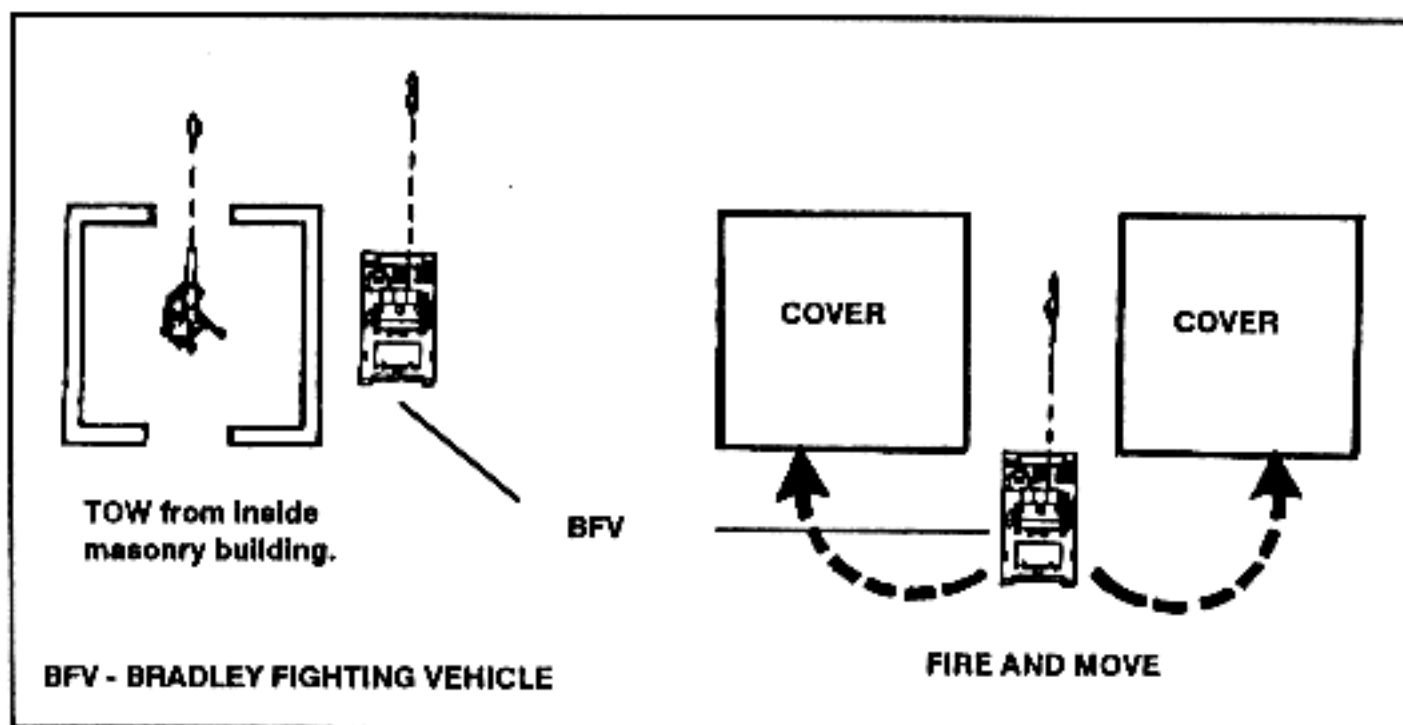 COVER
COVER
TOW from inside
masonry building.
BFV
BFV - BRADLEY FIGHTING VEHICLE
FIRE AND MOVE